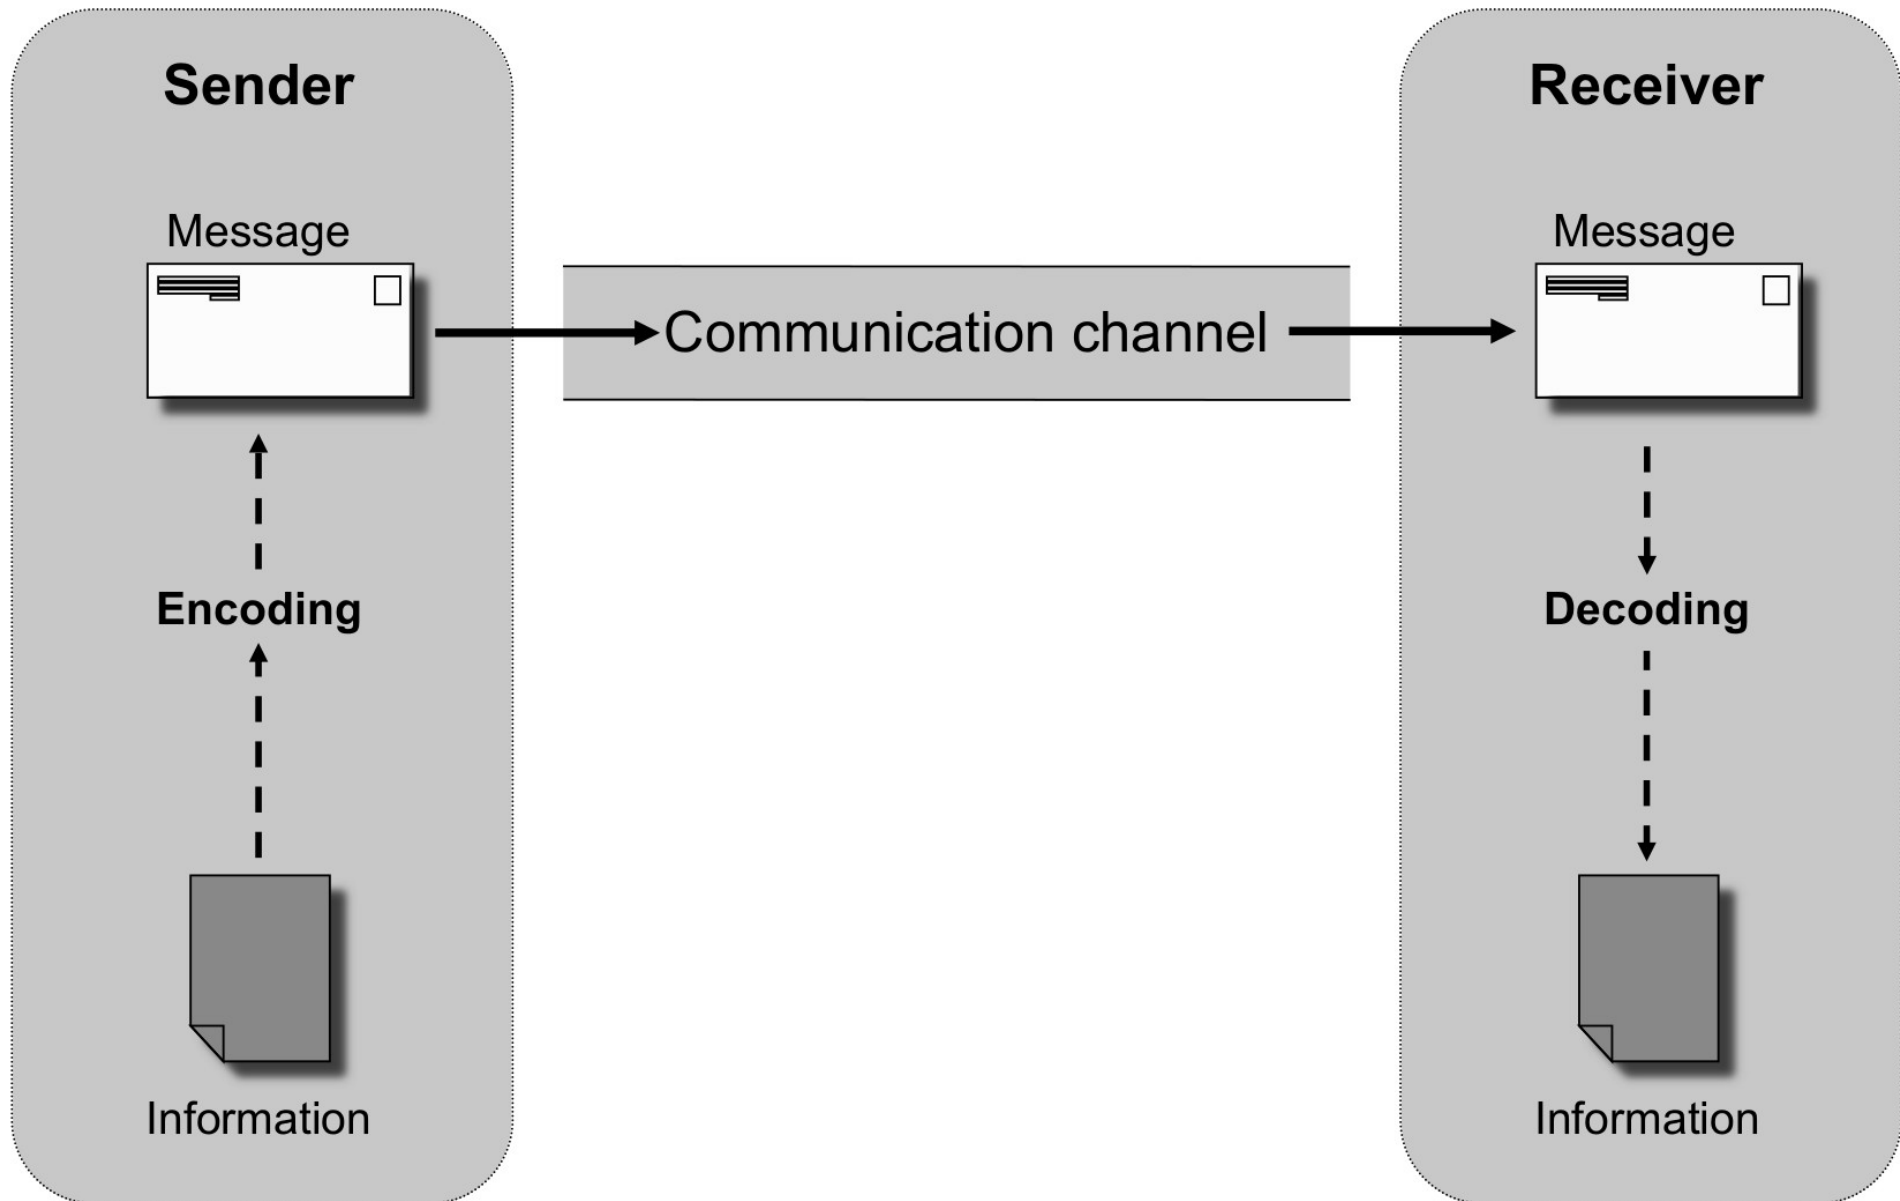 Sender
Message
Encoding
Information
Communication channel
Receiver
Message
Decoding
Information